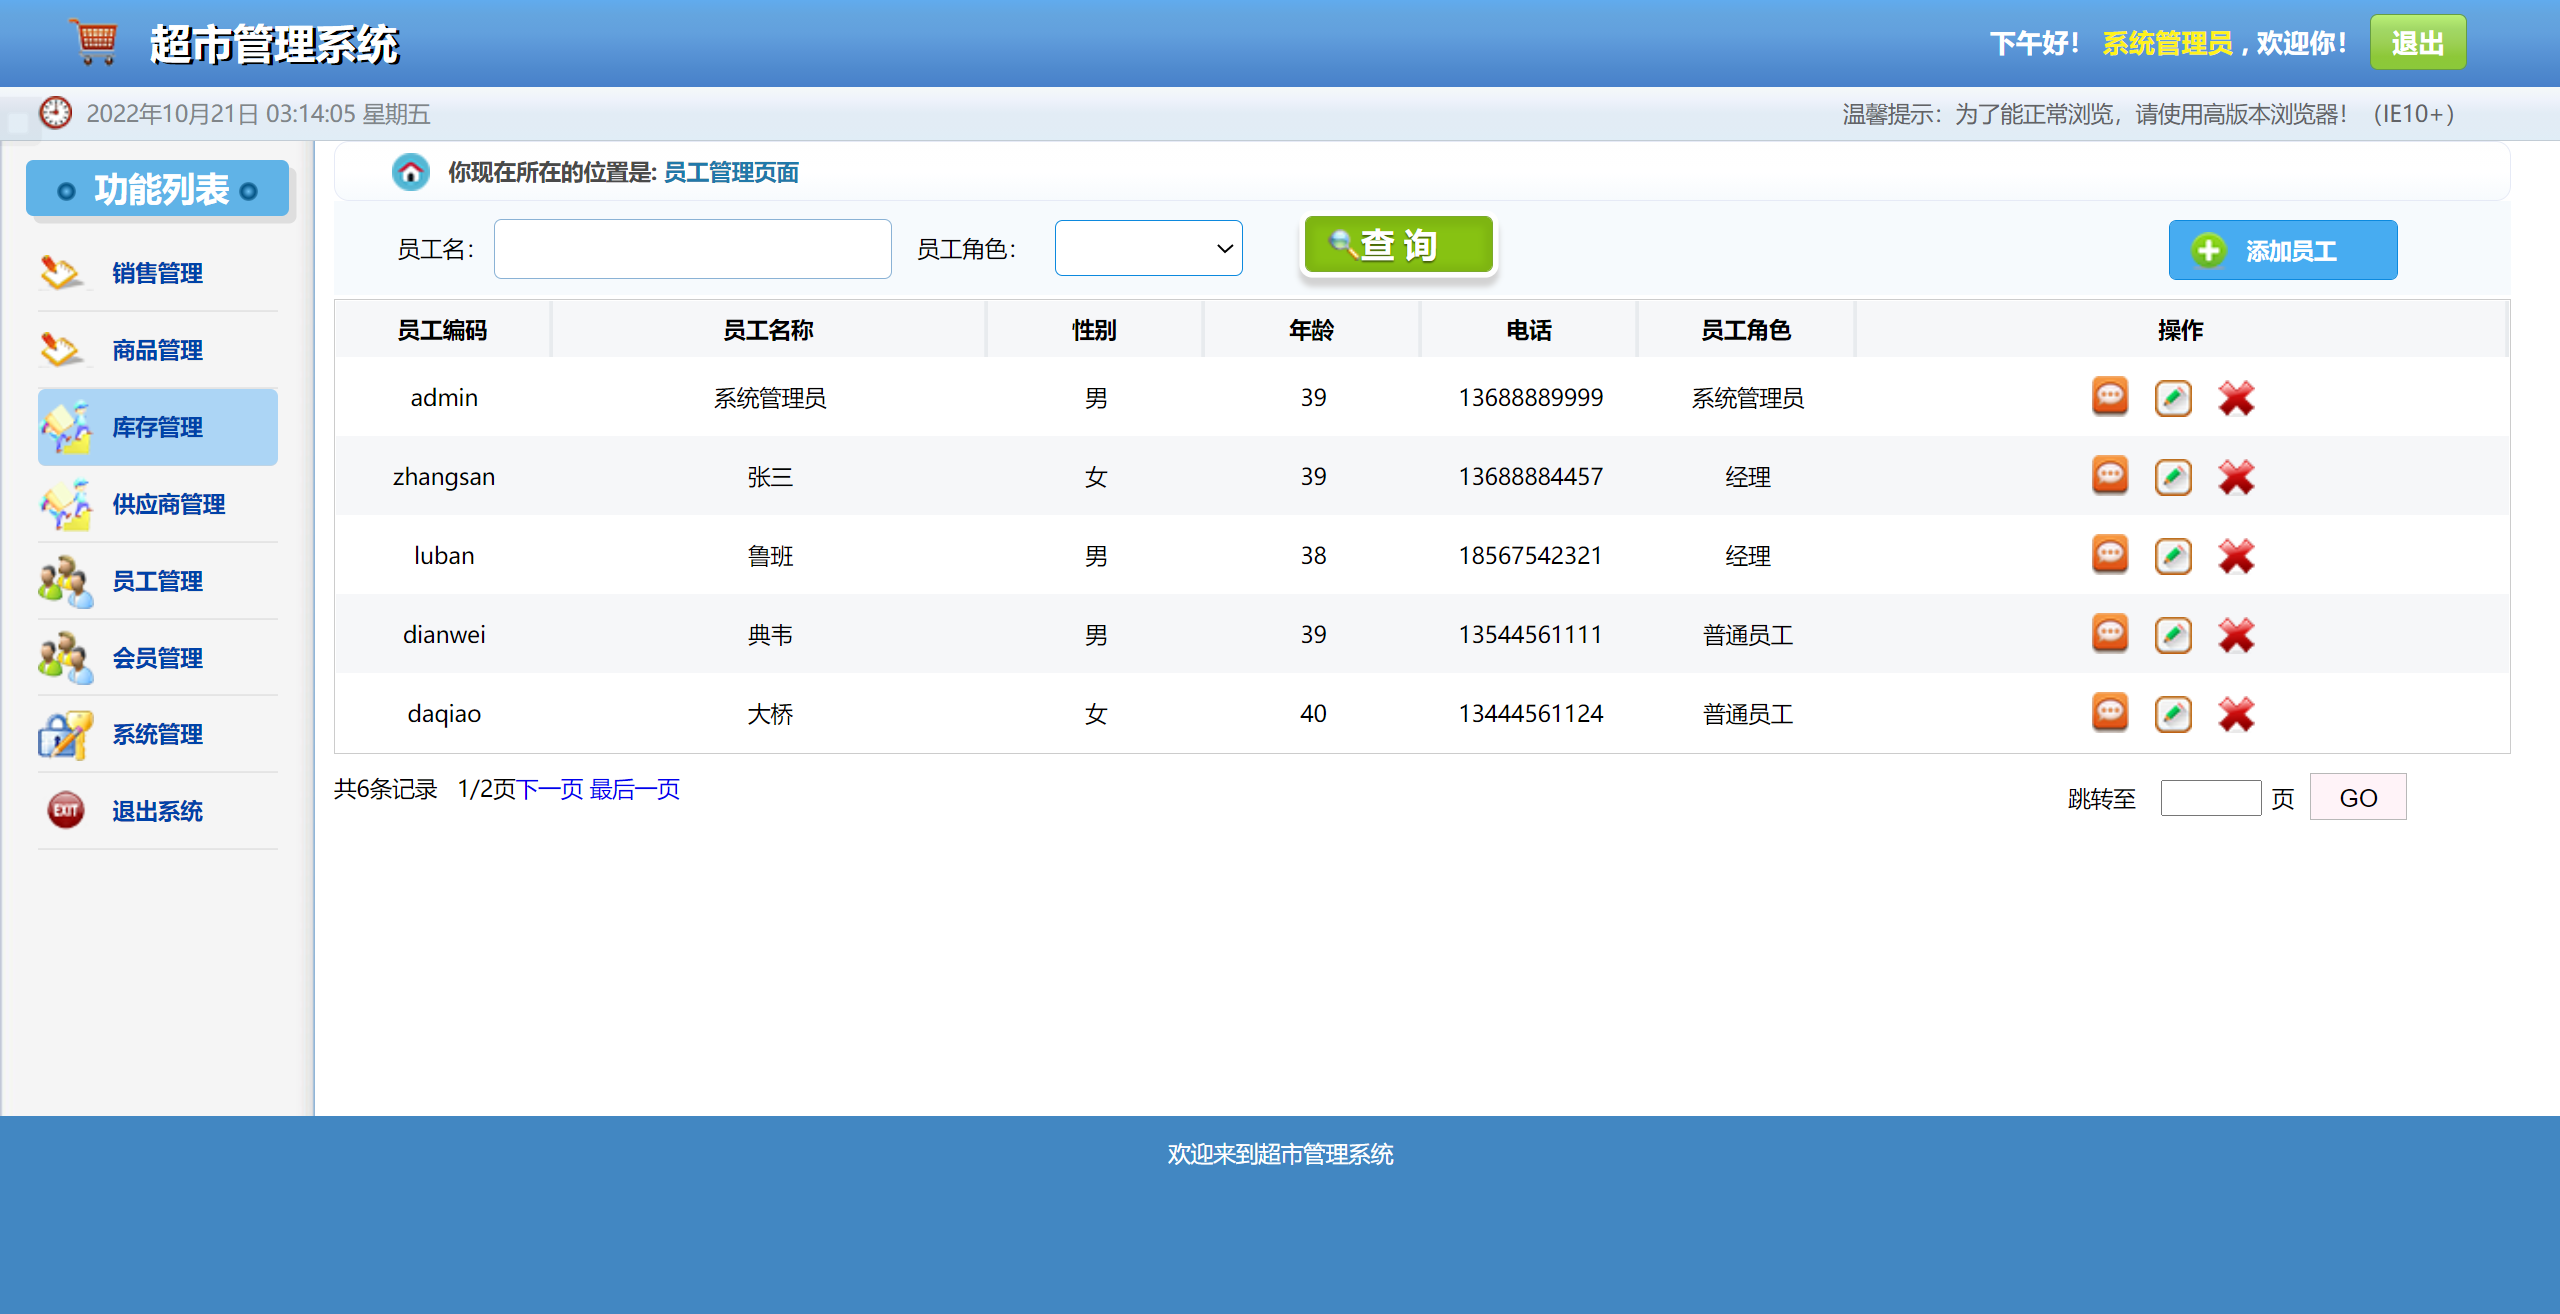 超市管理系统
下午好！ 系统管理员 , 欢迎你！ 退出
2022年10月21日 03:14:05 星期五
温馨提示：为了能正常浏览，请使用高版本浏览器！（IE10+）
功能列表
销售管理
商品管理
库存管理
供应商管理
员工管理
会员管理
系统管理
EXIT 退出系统
你现在所在的位置是: 员工管理页面
员工名： 员工角色： 查 询 添加员工
员工编码 员工名称 性别 年龄 电话 员工角色 操作
admin 系统管理员 男 39 13688889999 系统管理员
zhangsan 张三 女 39 13688884457 经理
luban 鲁班 男 38 18567542321 经理
dianwei 典韦 男 39 13544561111 普通员工
daqiao 大桥 女 40 13444561124 普通员工
共6条记录 1/2页下一页 最后一页
跳转至 页 GO
欢迎来到超市管理系统